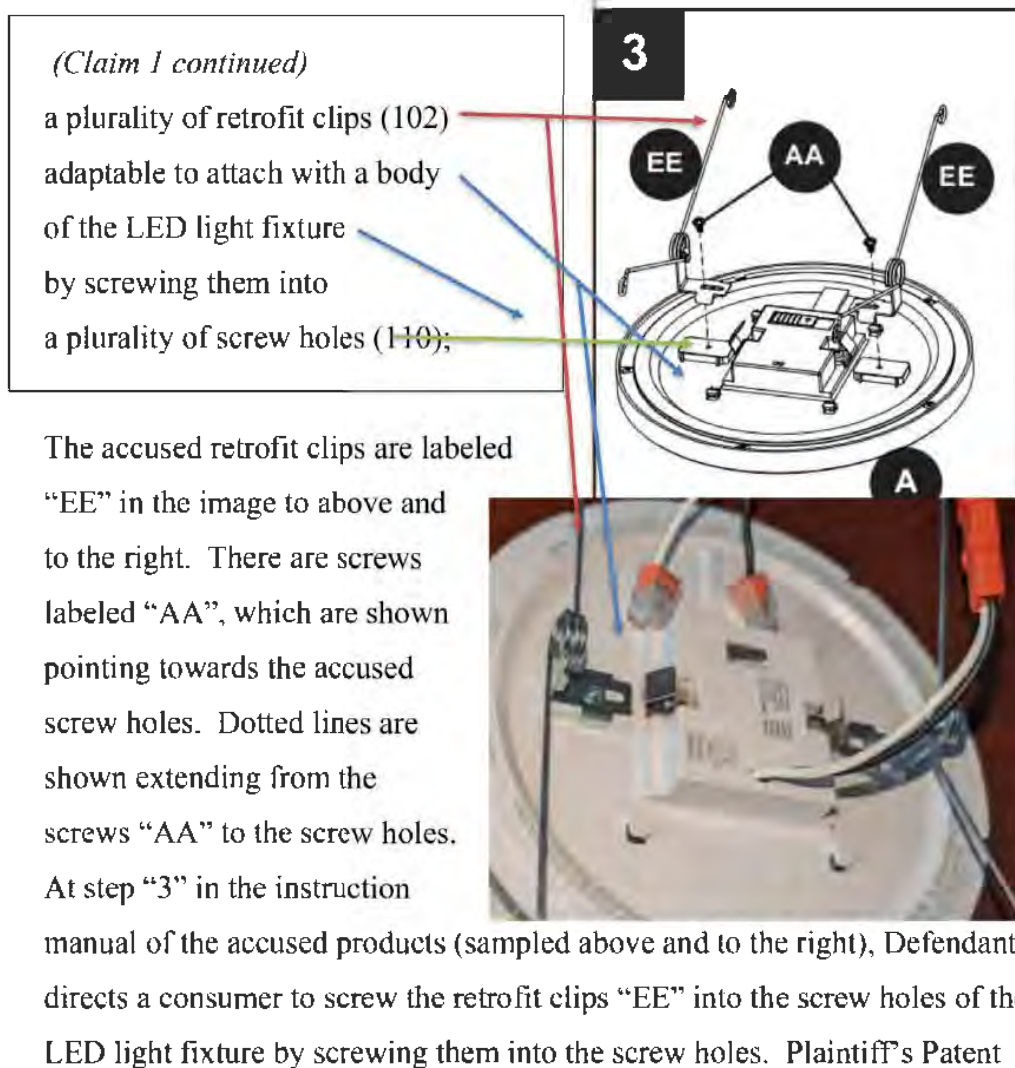 (Claim 1 continued)
a plurality of retrofit clips (102)
adaptable to attach with a body
of the LED light fixture
by screwing them into
a plurality of screw holes (110);
3
EE
AA
EE
A
The accused retrofit clips are labeled
“EE” in the image to above and
to the right. There are screws
labeled “AA”, which are shown
pointing towards the accused
screw holes. Dotted lines are
shown extending from the
screws “AA” to the screw holes.
At step “3” in the instruction
manual of the accused products (sampled above and to the right), Defendant
directs a consumer to screw the retrofit clips “EE” into the screw holes of the
LED light fixture by screwing them into the screw holes. Plaintiff’s Patent